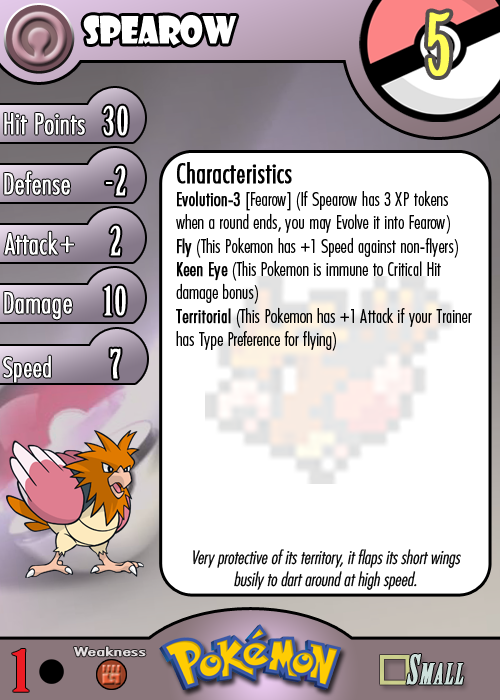 SPEAROW
5
Hit Points 30
Defense -2
Attack+ 2
Damage 10
Speed 7
Characteristics
Evolution-3 [Fearow] (If Spearow has 3 XP tokens
when a round ends, you may Evolve it into Fearow)
Fly (This Pokemon has +1 Speed against non-flyers)
Keen Eye (This Pokemon is immune to Critical Hit
damage bonus)
Territorial (This Pokemon has +1 Attack if your Trainer
has Type Preference for flying)
Very protective of its territory, it flaps its short wings
busily to dart around at high speed.
1
Weakness
POKéMON
SMALL